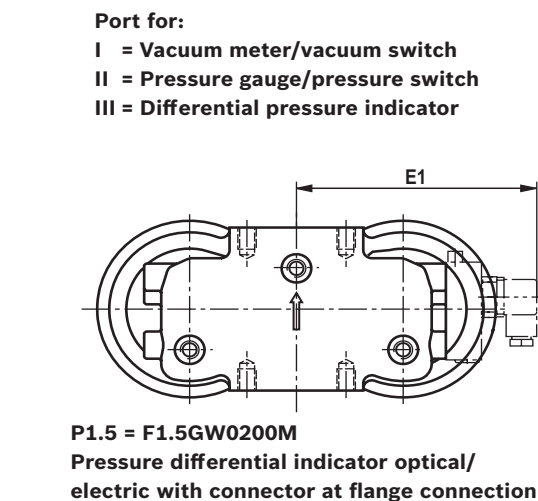 Port for:
I = Vacuum meter/vacuum switch
II = Pressure gauge/pressure switch
III = Differential pressure indicator
E1
P1.5 = F1.5GW0200M
Pressure differential indicator optical/
electric with connector at flange connection